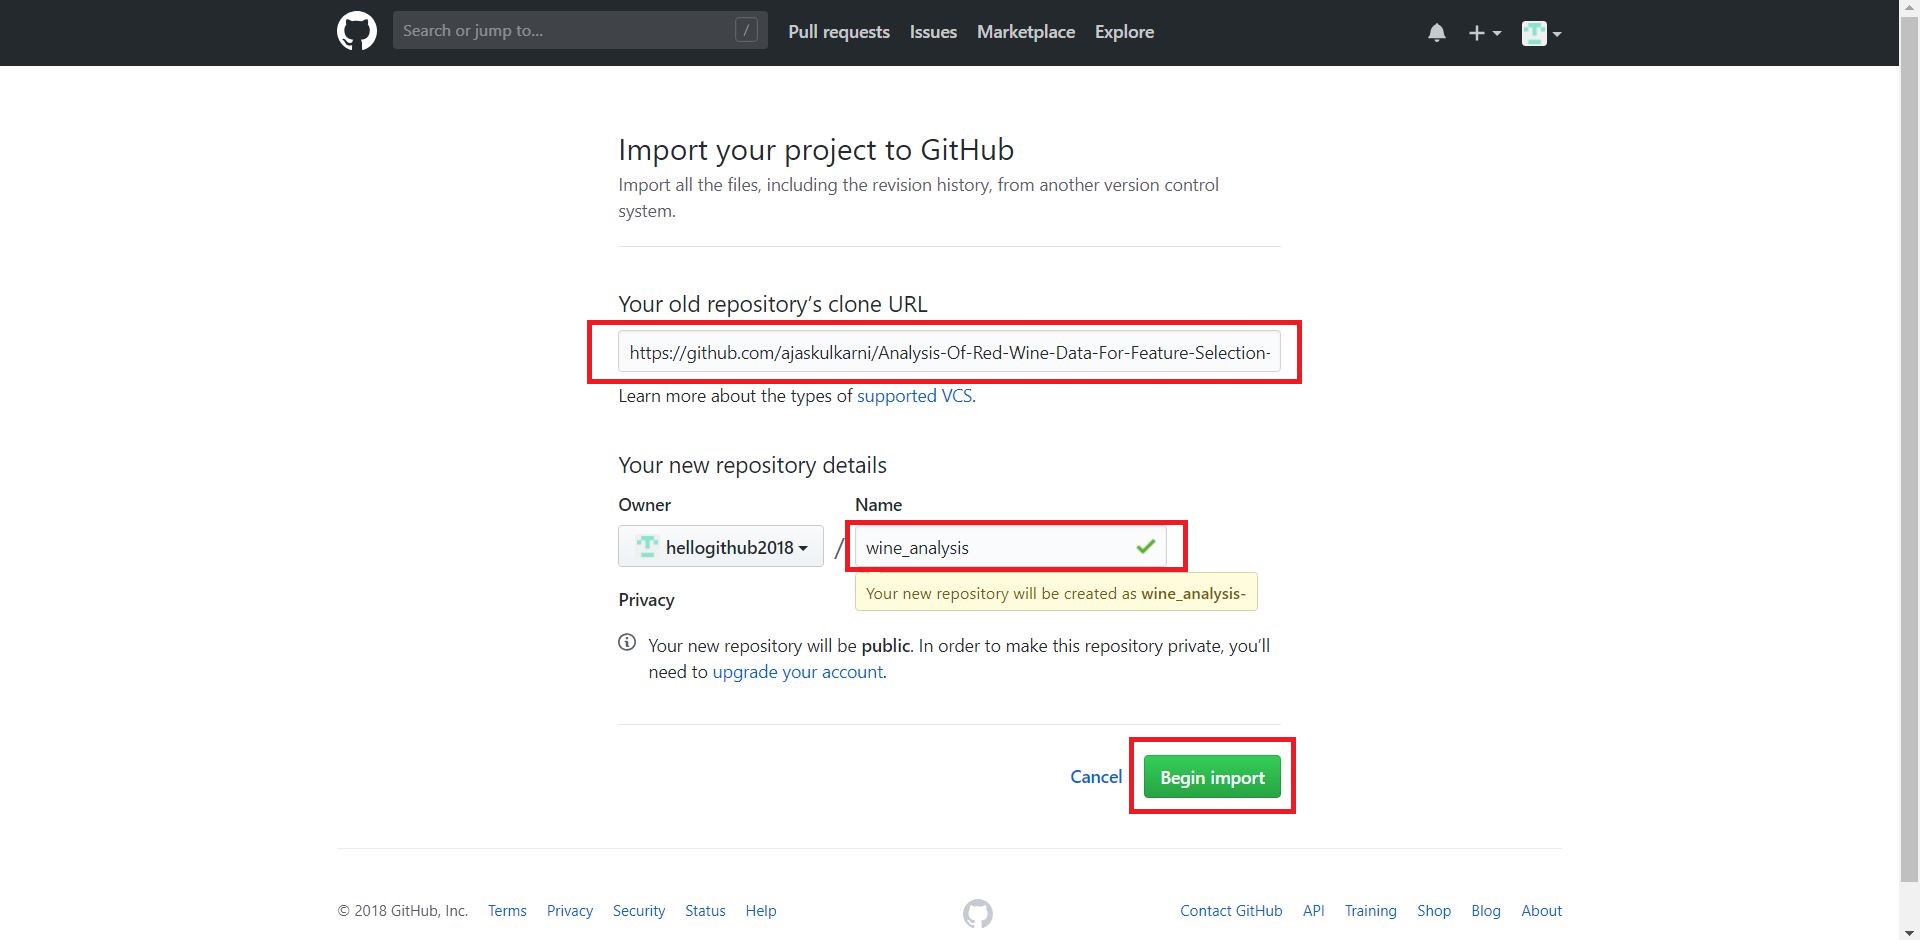 Search or jump to... / Pull requests Issues Marketplace Explore
Import your project to GitHub
Import all the files, including the revision history, from another version control
system.
Your old repository’s clone URL
https://github.com/ajaskulkarni/Analysis-Of-Red-Wine-Data-For-Feature-Selection-
Learn more about the types of supported VCS.
Your new repository details
Owner Name
hellogithub2018 / wine_analysis
Your new repository will be created as wine_analysis-
Privacy
Your new repository will be public. In order to make this repository private, you’ll
need to upgrade your account.
Cancel Begin import
© 2018 GitHub, Inc. Terms Privacy Security Status Help Contact GitHub API Training Shop Blog About